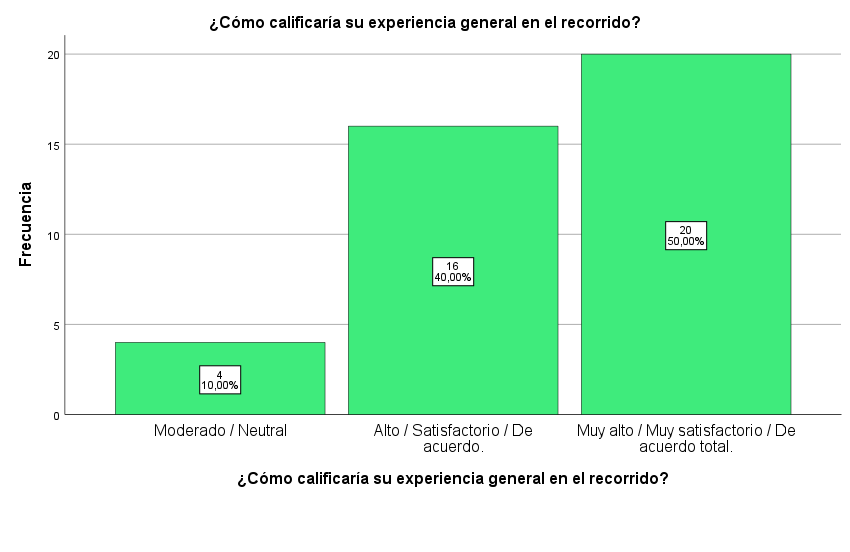 ¿Cómo calificaría su experiencia general en el recorrido?
20
15
10
5
0
Frecuencia
4
10,00%
16
40,00%
20
50,00%
Moderado / Neutral
Alto / Satisfactorio / De
acuerdo.
Muy alto / Muy satisfactorio / De
acuerdo total.
¿Cómo calificaría su experiencia general en el recorrido?